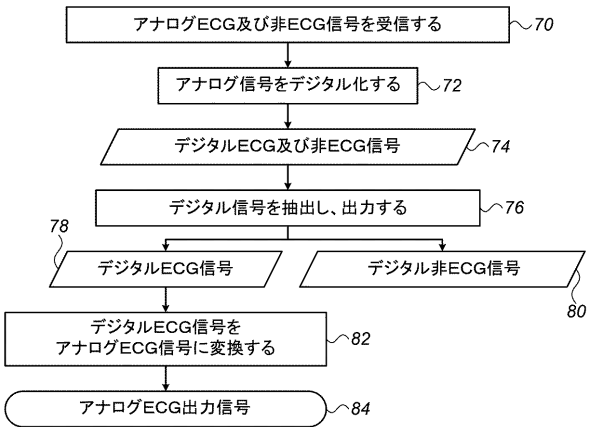 アナログECG及び非ECG信号を受信する
70
アナログ信号をデジタル化する
72
デジタルECG及び非ECG信号
74
デジタル信号を抽出し、出力する
76
78
デジタルECG信号
デジタル非ECG信号
80
デジタルECG信号を
アナログECG信号に変換する
82
アナログECG出力信号
84